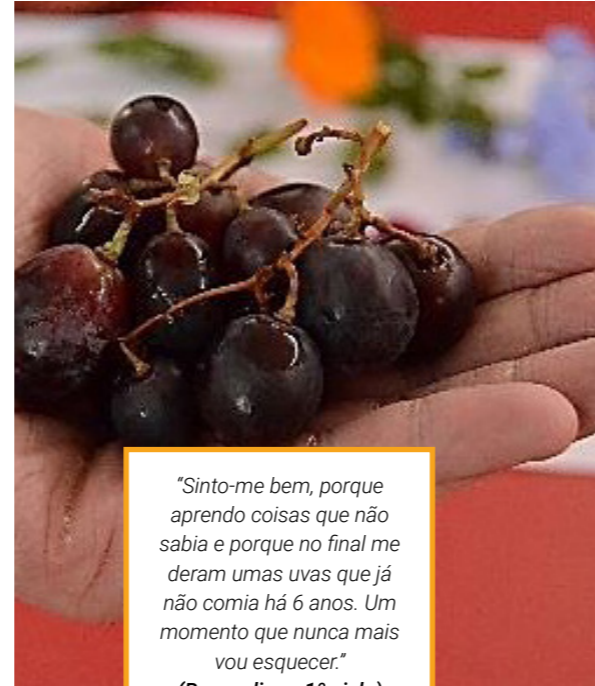 “Sinto-me bem, porque
aprendo coisas que não
sabia e porque no final me
deram umas uvas que já
não comia há 6 anos. Um
momento que nunca mais
vou esquecer.”